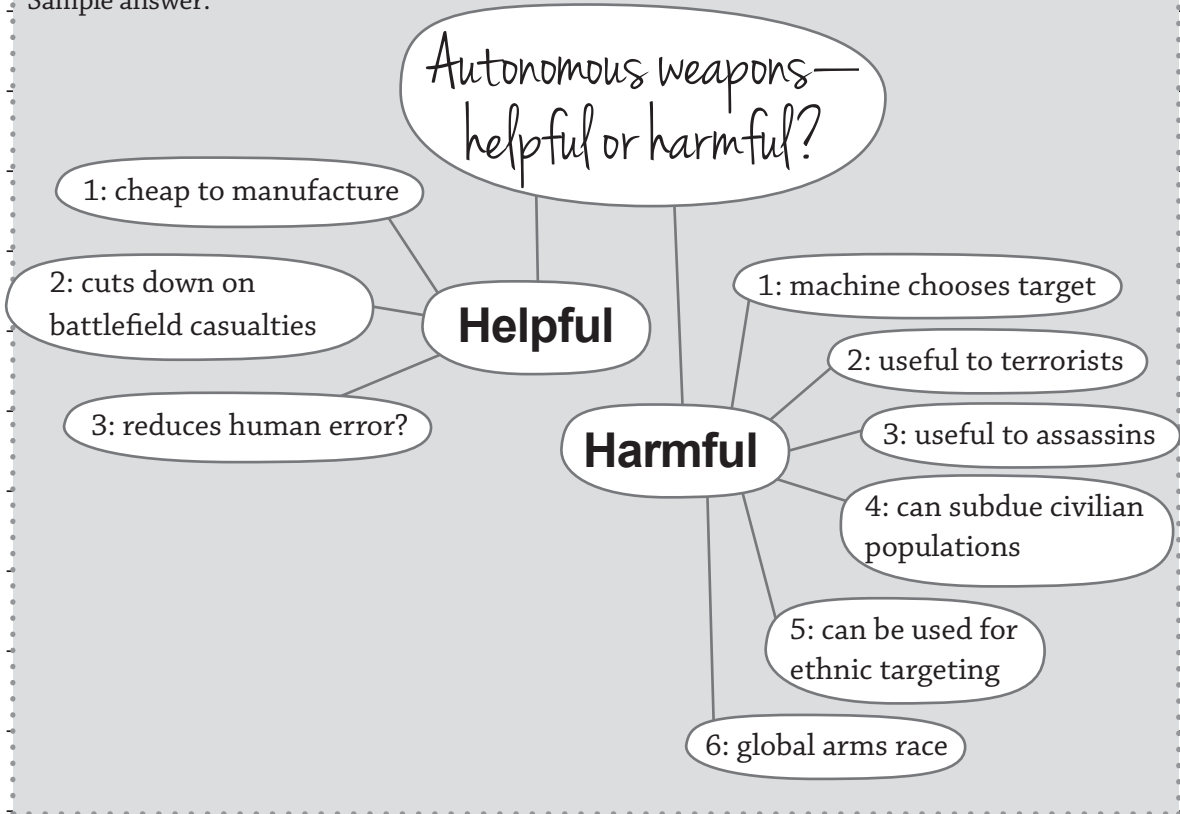 Sample answer:
Autonomous weapons—
helpful or harmful?
1: cheap to manufacture
2: cuts down on
battlefield casualties
3: reduces human error?
Helpful
Harmful
1: machine chooses target
2: useful to terrorists
3: useful to assassins
4: can subdue civilian
populations
5: can be used for
ethnic targeting
6: global arms race